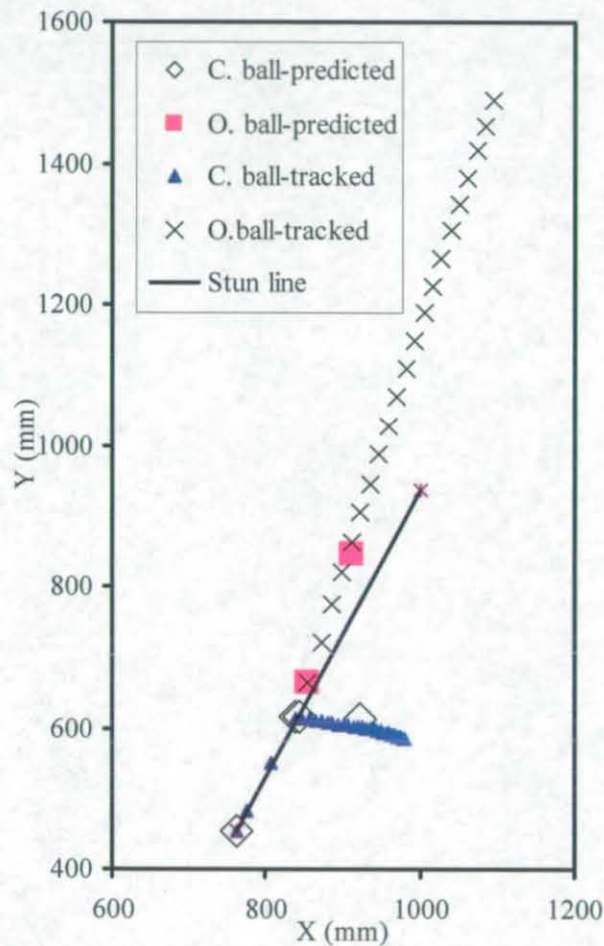 1600
1400
1200
1000
800
600
400
Y (mm)
C. ball-predicted
O. ball-predicted
C. ball-tracked
O.ball-tracked
Stun line
600
800
1000
1200
X (mm)